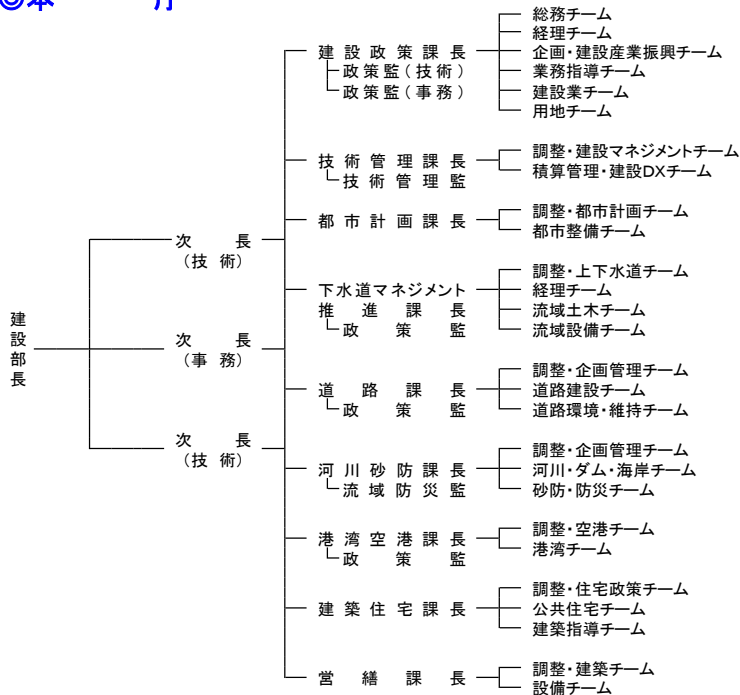 ◎本 庁
総務チーム
経理チーム
建設政策課長
企画・建設産業振興チーム
政策監(技術)
業務指導チーム
政策監(事務)
建設業チーム
用地チーム
技術管理課長
調整・建設マネジメントチーム
技術管理監
積算管理・建設DXチーム
都市計画課長
調整・都市計画チーム
都市整備チーム
次 長
(技 術)
下水道マネジメント
推進課長
政策監
調整・上下水道チーム
経理チーム
流域土木チーム
流域設備チーム
建設部長
次 長
(事 務)
道路課長
政策監
調整・企画管理チーム
道路建設チーム
道路環境・維持チーム
次 長
(技 術)
河川砂防課長
流域防災監
調整・企画管理チーム
河川・ダム・海岸チーム
砂防・防災チーム
港湾空港課長
政策監
調整・空港チーム
港湾チーム
建築住宅課長
調整・住宅政策チーム
公共住宅チーム
建築指導チーム
営繕課長
調整・建築チーム
設備チーム